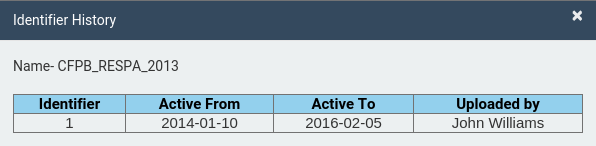 Identifier History ×
Name- CFPB_RESPA_2013
Identifier Active From Active To Uploaded by
1 2014-01-10 2016-02-05 John Williams